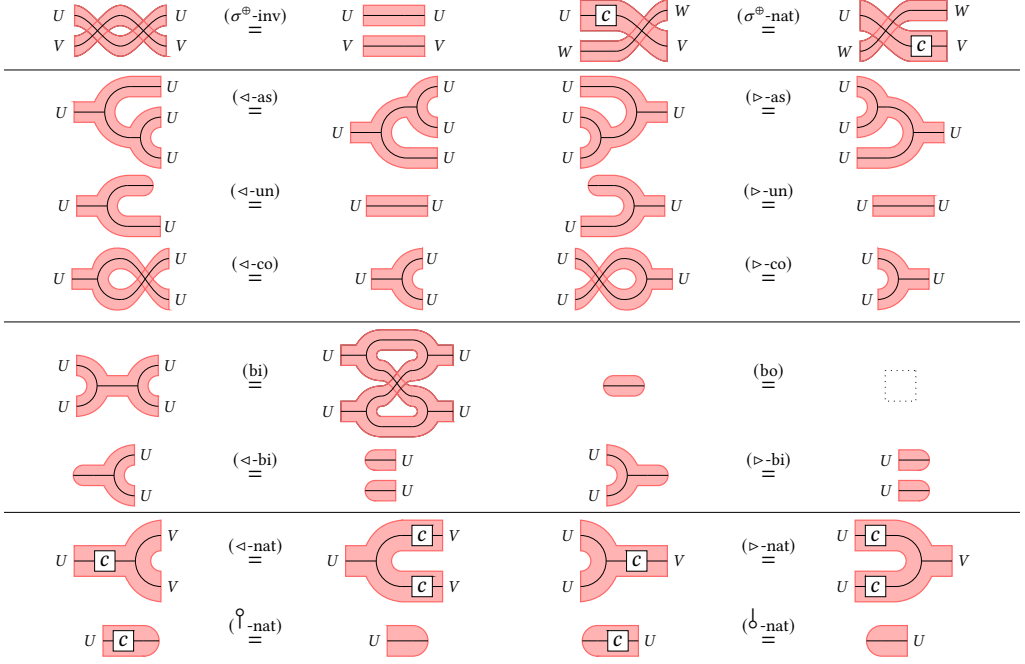 U U (σ⊕-inv) U U U W (σ⊕-nat) U W
V V = V V W c V = W c V
U U U (◁-as) = U U U U (▷-as) = U U U
U U U
U U U U U U
U U (◁-un) = U U U (▷-un) = U U
U U U (◁-co) = U U U U U U (▷-co) = U U U
U U (bi) = U U (bo) =
U U U U
U (◁-bi) = U U (▷-bi) = U
U U U U
U c V V (◁-nat) = U c c V U U c V (▷-nat) = U U c c V
U c (⫯-nat) = U c U (⫰-nat) = U